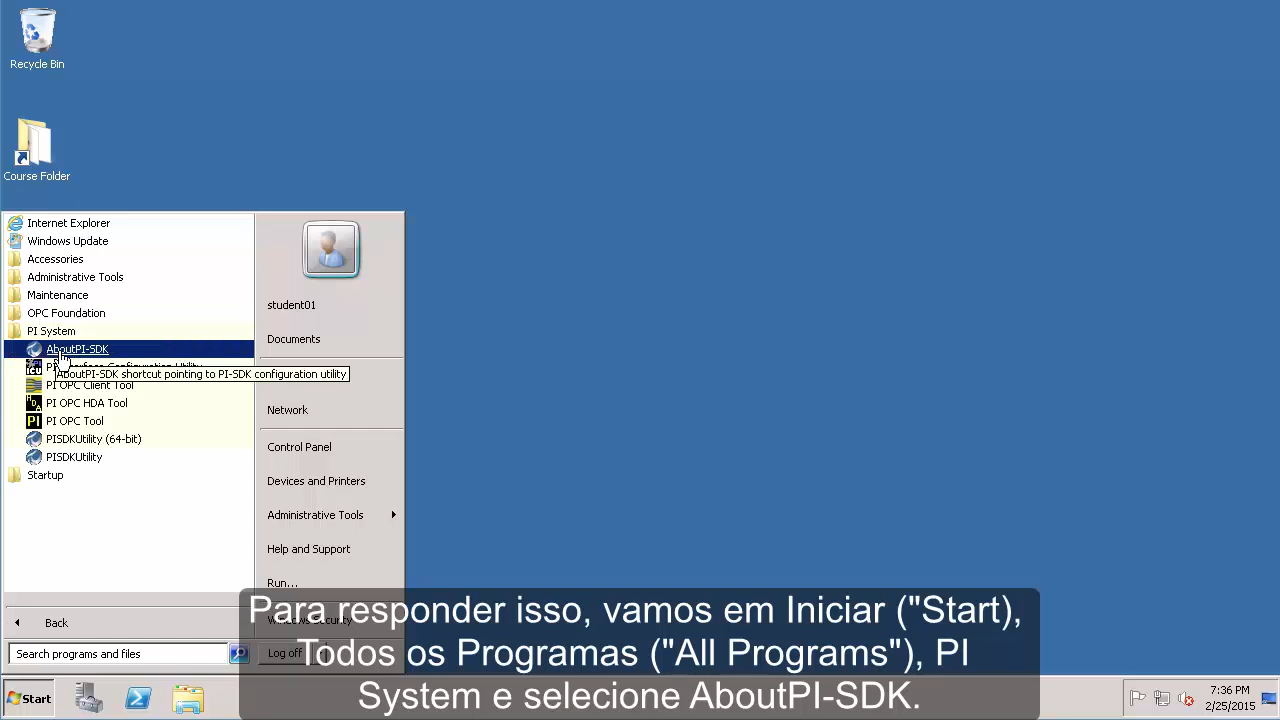 Recycle Bin
Course Folder
Internet Explorer
Windows Update
Accessories
Administrative Tools
Maintenance
OPC Foundation
PI System
AboutPI-SDK
AboutPI-SDK shortcut pointing to PI-SDK configuration utility
PI OPC Client Tool
PI OPC HDA Tool
PI OPC Tool
PISDKUtility (64-bit)
PISDKUtility
Startup
Back
Search programs and files
student01
Documents
Network
Control Panel
Devices and Printers
Administrative Tools
Help and Support
Run...
Windows Security
Log off
Para responder isso, vamos em Iniciar ("Start),
Todos os Programas ("All Programs"), PI
System e selecione AboutPI-SDK.
Start
7:36 PM
2/25/2015